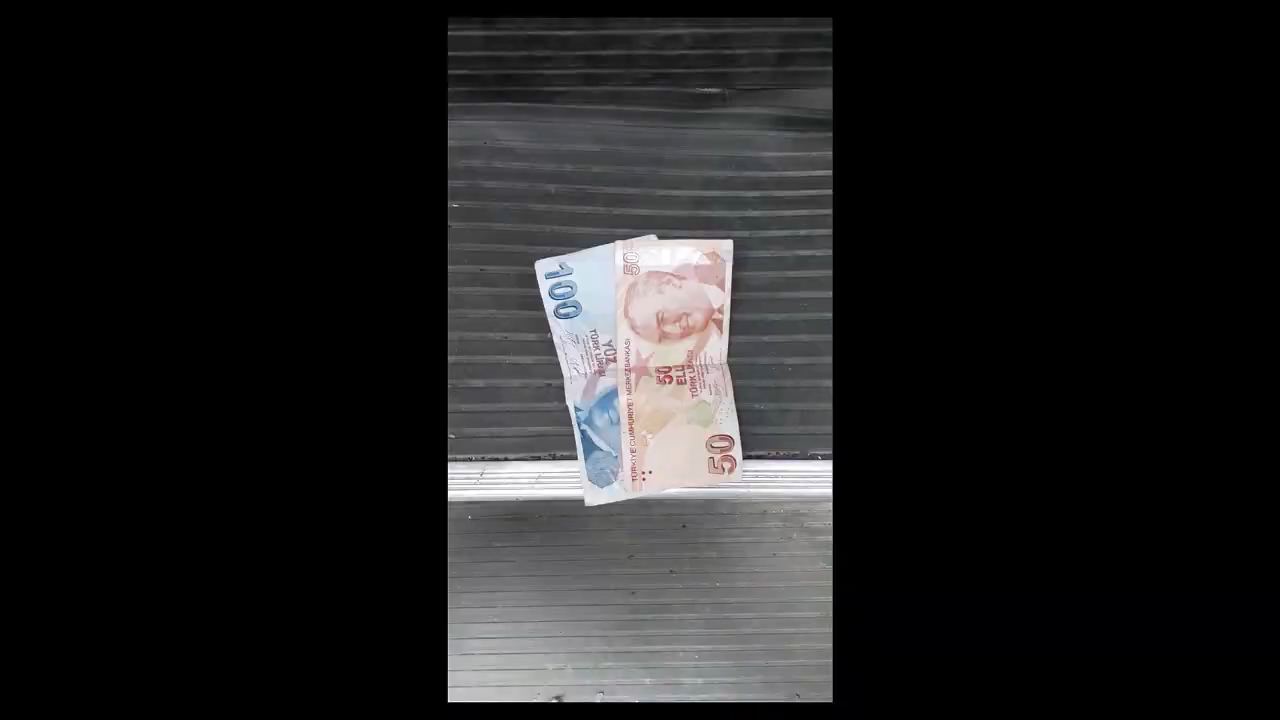 100
YÜZ
TÜRK LİRASI
50
TÜRKİYE CUMHURİYET MERKEZ BANKASI
50
ELLİ
TÜRK LİRASI
50